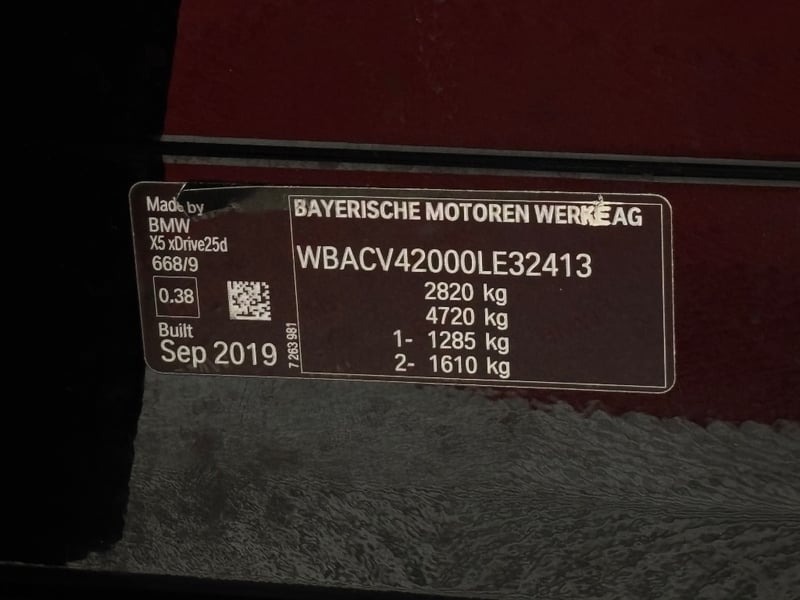 Made by
BMW
X5 xDrive25d
668/9
0.38
Built
Sep 2019
7 263 981
BAYERISCHE MOTOREN WERKE AG
WBACV42000LE32413
2820 kg
4720 kg
1- 1285 kg
2- 1610 kg